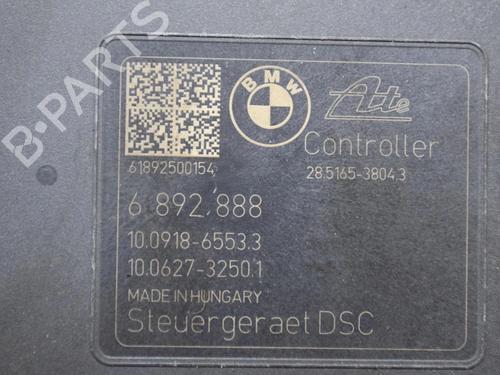 B-PARTS
BMW
Ate
Controller
61892500154
28.5165-3804.3
6 892 888
10.0918-6553.3
10.0627-3250.1
MADE IN HUNGARY
Steuergeraet DSC